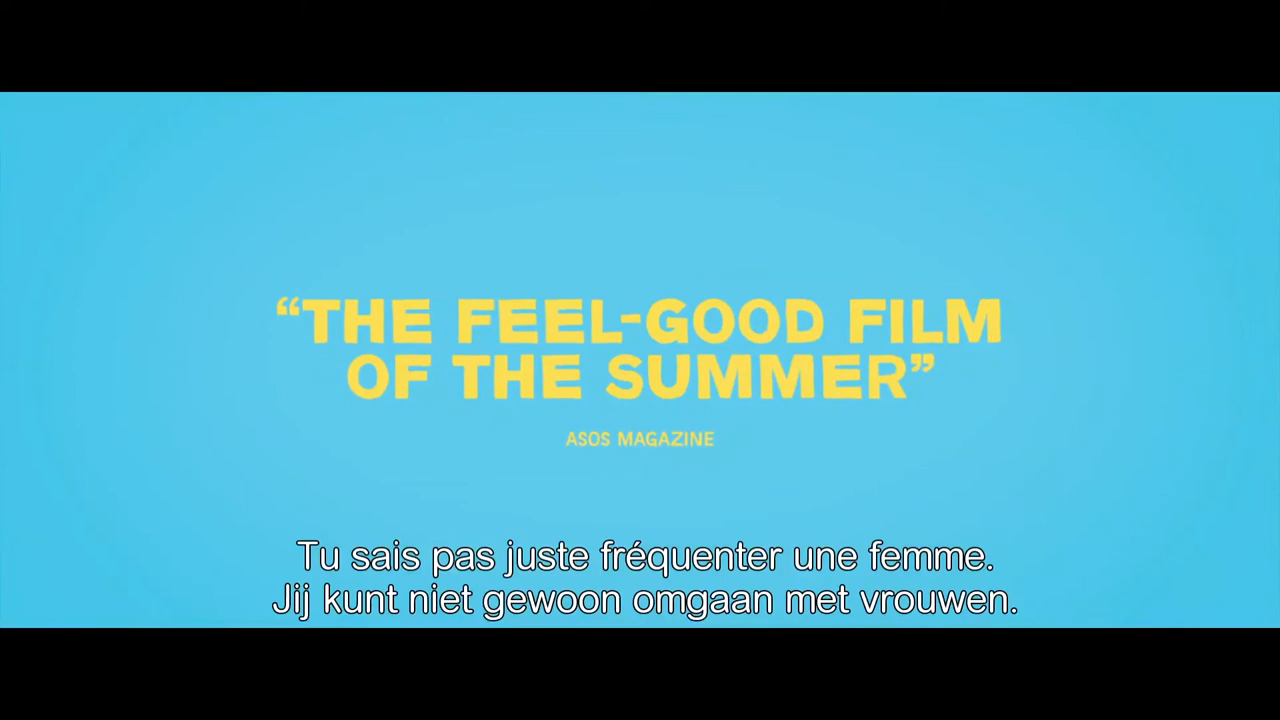 “THE FEEL-GOOD FILM
OF THE SUMMER”
ASOS MAGAZINE
Tu sais pas juste fréquenter une femme.
Jij kunt niet gewoon omgaan met vrouwen.